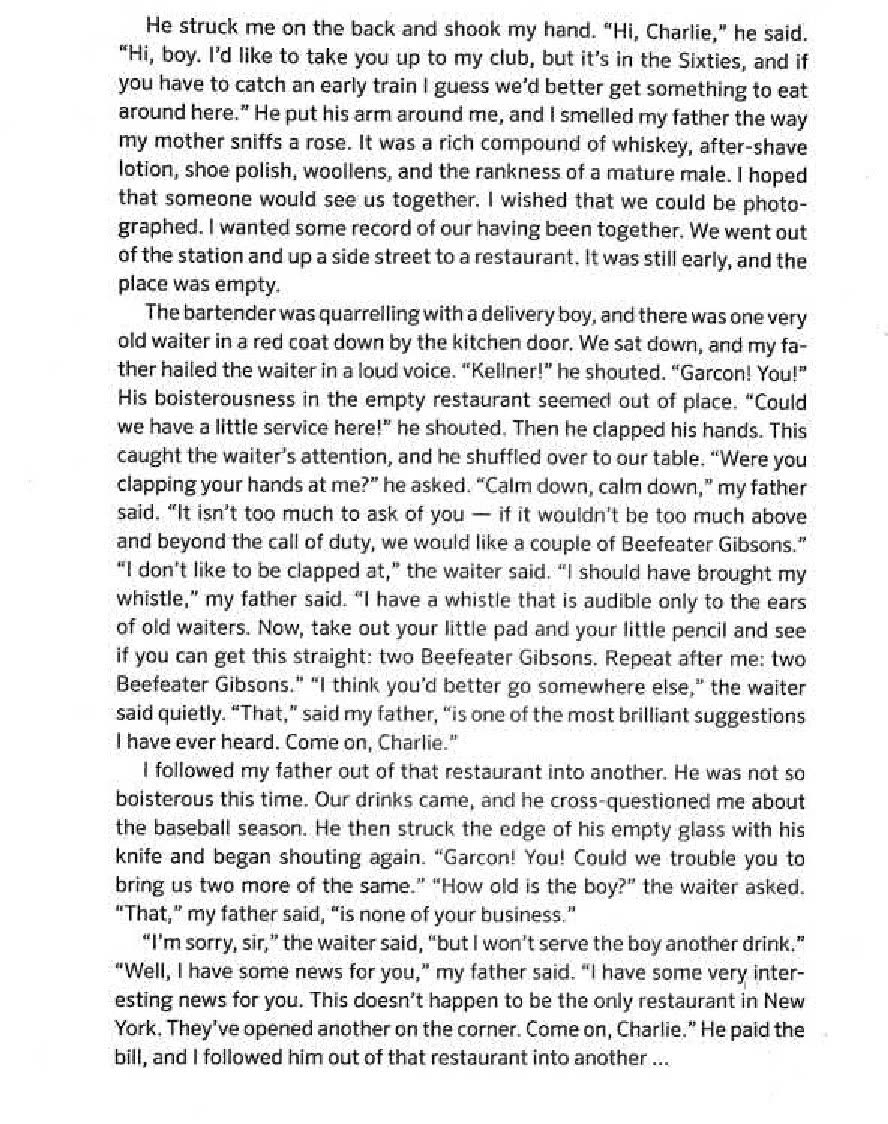 He struck me on the back and shook my hand. “Hi, Charlie,” he said.
“Hi, boy. I’d like to take you up to my club, but it’s in the Sixties, and if
you have to catch an early train I guess we’d better get something to eat
around here.” He put his arm around me, and I smelled my father the way
my mother sniffs a rose. It was a rich compound of whiskey, after-shave
lotion, shoe polish, woollens, and the rankness of a mature male. I hoped
that someone would see us together. I wished that we could be photo-
graphed. I wanted some record of our having been together. We went out
of the station and up a side street to a restaurant. It was still early, and the
place was empty.
The bartender was quarrelling with a delivery boy, and there was one very
old waiter in a red coat down by the kitchen door. We sat down, and my fa-
ther hailed the waiter in a loud voice. “Kellner!” he shouted. “Garcon! You!”
His boisterousness in the empty restaurant seemed out of place. “Could
we have a little service here!” he shouted. Then he clapped his hands. This
caught the waiter’s attention, and he shuffled over to our table. “Were you
clapping your hands at me?” he asked. “Calm down, calm down,” my father
said. “It isn’t too much to ask of you — if it wouldn’t be too much above
and beyond the call of duty, we would like a couple of Beefeater Gibsons.”
“I don’t like to be clapped at,” the waiter said. “I should have brought my
whistle,” my father said. “I have a whistle that is audible only to the ears
of old waiters. Now, take out your little pad and your little pencil and see
if you can get this straight: two Beefeater Gibsons. Repeat after me: two
Beefeater Gibsons.” “I think you’d better go somewhere else,” the waiter
said quietly. “That,” said my father, “is one of the most brilliant suggestions
I have ever heard. Come on, Charlie.”
I followed my father out of that restaurant into another. He was not so
boisterous this time. Our drinks came, and he cross-questioned me about
the baseball season. He then struck the edge of his empty glass with his
knife and began shouting again. “Garcon! You! Could we trouble you to
bring us two more of the same.” “How old is the boy?” the waiter asked.
“That,” my father said, “is none of your business.”
“I’m sorry, sir,” the waiter said, “but I won’t serve the boy another drink.”
“Well, I have some news for you,” my father said. “I have some very inter-
esting news for you. This doesn’t happen to be the only restaurant in New
York. They’ve opened another on the corner. Come on, Charlie.” He paid the
bill, and I followed him out of that restaurant into another ...